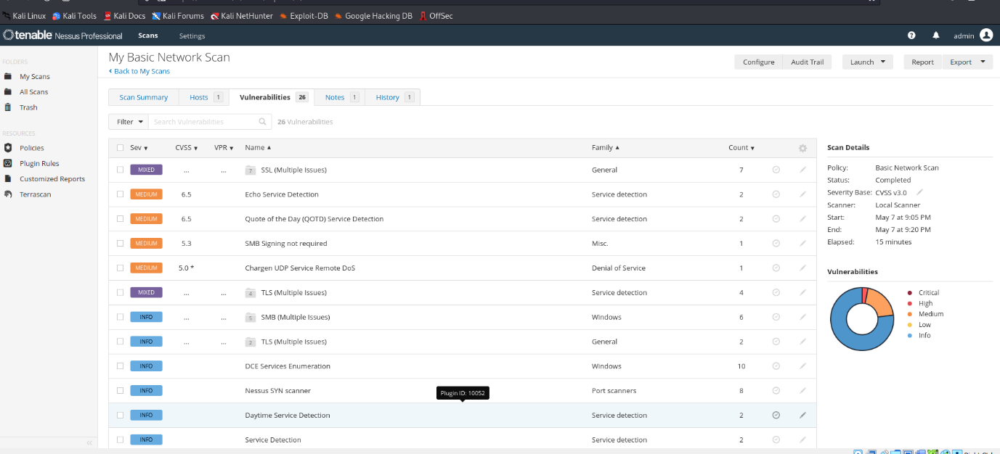 Kali Linux Kali Tools Kali Docs Kali Forums Kali NetHunter Exploit-DB Google Hacking DB OffSec
tenable Nessus Professional Scans Settings admin
FOLDERS
My Scans
All Scans
Trash
RESOURCES
Policies
Plugin Rules
Customized Reports
Terrascan
My Basic Network Scan
Back to My Scans
Configure Audit Trail Launch Report Export
Scan Summary Hosts 1 Vulnerabilities 26 Notes 1 History 1
Filter Search Vulnerabilities 26 Vulnerabilities
Sev CVSS VPR Name Family Count
MIXED ... ... 7 SSL (Multiple Issues) General 7
MEDIUM 6.5 Echo Service Detection Service detection 2
MEDIUM 6.5 Quote of the Day (QOTD) Service Detection Service detection 2
MEDIUM 5.3 SMB Signing not required Misc. 1
MEDIUM 5.0 * Chargen UDP Service Remote DoS Denial of Service 1
MIXED ... ... 4 TLS (Multiple Issues) Service detection 4
INFO ... ... 5 SMB (Multiple Issues) Windows 6
INFO ... ... 2 TLS (Multiple Issues) General 2
INFO DCE Services Enumeration Windows 10
INFO Nessus SYN scanner Port scanners 8
Plugin ID: 10052
INFO Daytime Service Detection Service detection 2
INFO Service Detection Service detection 2
Scan Details
Policy: Basic Network Scan
Status: Completed
Severity Base: CVSS v3.0
Scanner: Local Scanner
Start: May 7 at 9:05 PM
End: May 7 at 9:20 PM
Elapsed: 15 minutes
Vulnerabilities
Critical
High
Medium
Low
Info